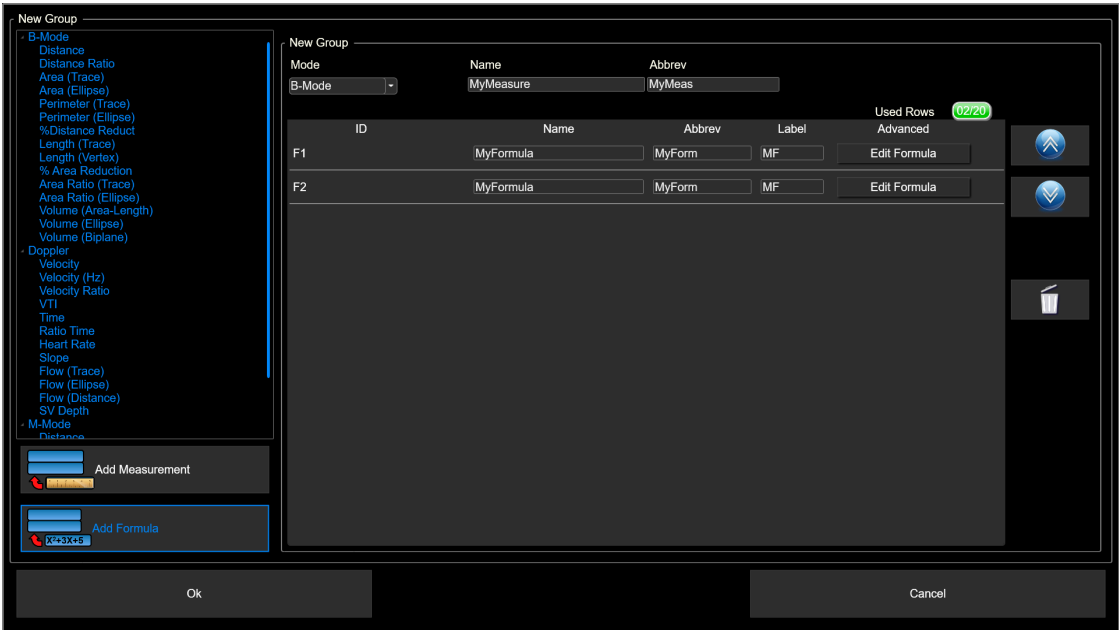 New Group
B-Mode
Distance
Distance Ratio
Area (Trace)
Area (Ellipse)
Perimeter (Trace)
Perimeter (Ellipse)
%Distance Reduct
Length (Trace)
Length (Vertex)
% Area Reduction
Area Ratio (Trace)
Area Ratio (Ellipse)
Volume (Area-Length)
Volume (Ellipse)
Volume (Biplane)
Doppler
Velocity
Velocity (Hz)
Velocity Ratio
VTI
Time
Ratio Time
Heart Rate
Slope
Flow (Trace)
Flow (Ellipse)
Flow (Distance)
SV Depth
M-Mode
Distance
Add Measurement
X²+3X+5
Add Formula
New Group
Mode Name Abbrev
B-Mode MyMeasure MyMeas
Used Rows 02/20
ID Name Abbrev Label Advanced
F1 MyFormula MyForm MF Edit Formula
F2 MyFormula MyForm MF Edit Formula
Ok Cancel